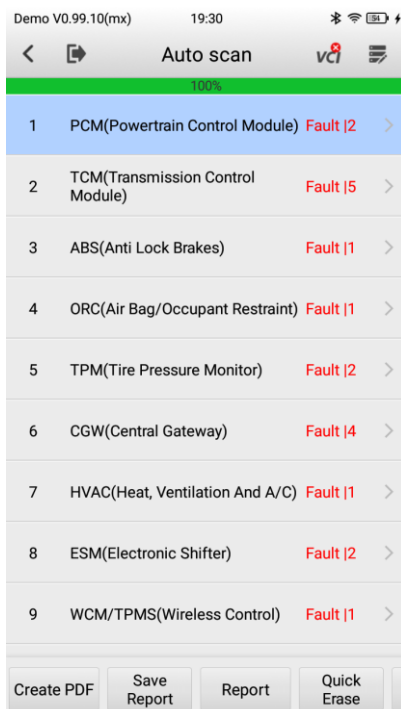 Demo V0.99.10(mx) 19:30 54
Auto scan vci
100%
1 PCM(Powertrain Control Module) Fault |2
2 TCM(Transmission Control
Module) Fault |5
3 ABS(Anti Lock Brakes) Fault |1
4 ORC(Air Bag/Occupant Restraint) Fault |1
5 TPM(Tire Pressure Monitor) Fault |2
6 CGW(Central Gateway) Fault |4
7 HVAC(Heat, Ventilation And A/C) Fault |1
8 ESM(Electronic Shifter) Fault |2
9 WCM/TPMS(Wireless Control) Fault |1
Create PDF Save
Report Report Quick
Erase